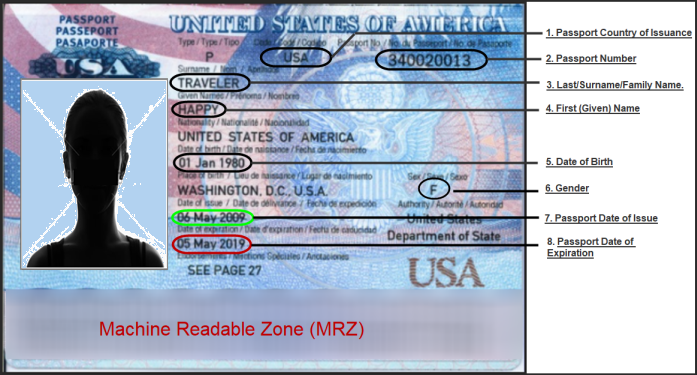 PASSPORT
PASSEPORT
PASAPORTE
USA
UNITED STATES OF AMERICA
Type / Type / Tipo Code / Code / Codigo Passport No. / No. de Passeport / No. de Pasaporte
P USA 340020013
Surname / Nom / Apellidos
TRAVELER
Given Names / Prénoms / Nombres
HAPPY
Nationality / Nationalité / Nacionalidad
UNITED STATES OF AMERICA
Date of birth / Date de naissance / Fecha de nacimiento
01 Jan 1980
Place of birth / Lieu de naissance / Lugar de nacimiento Sex / Sexe / Sexo
WASHINGTON, D.C., U.S.A. F
Date of issue / Date de délivrance / Fecha de expedición Authority / Autorité / Autoridad
06 May 2009 United States
Date of expiration / Date d'expiration / Fecha de caducidad Department of State
05 May 2019
Endorsements / Mentions Spéciales / Anotaciones
SEE PAGE 27
USA
Machine Readable Zone (MRZ)
1. Passport Country of Issuance
2. Passport Number
3. Last/Surname/Family Name.
4. First (Given) Name
5. Date of Birth
6. Gender
7. Passport Date of Issue
8. Passport Date of
Expiration